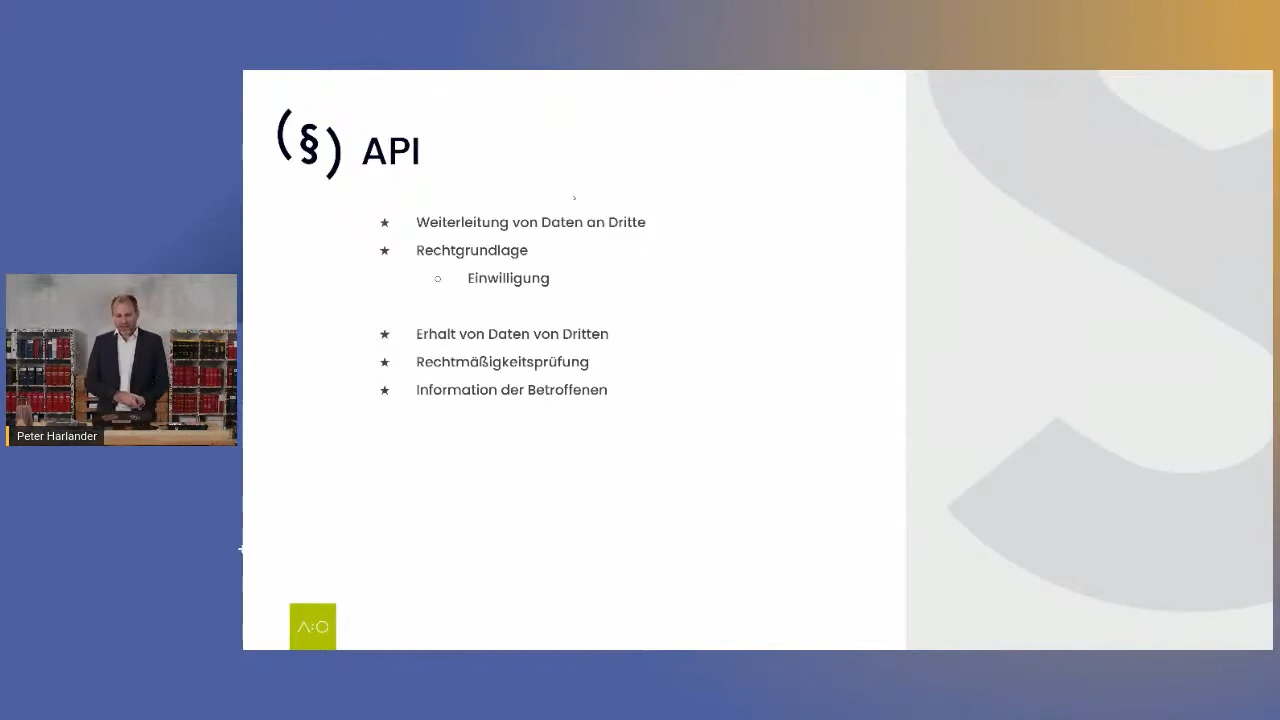 (§) API
★ Weiterleitung von Daten an Dritte
★ Rechtgrundlage
○ Einwilligung
★ Erhalt von Daten von Dritten
★ Rechtmäßigkeitsprüfung
★ Information der Betroffenen
Peter Harlander
A:O